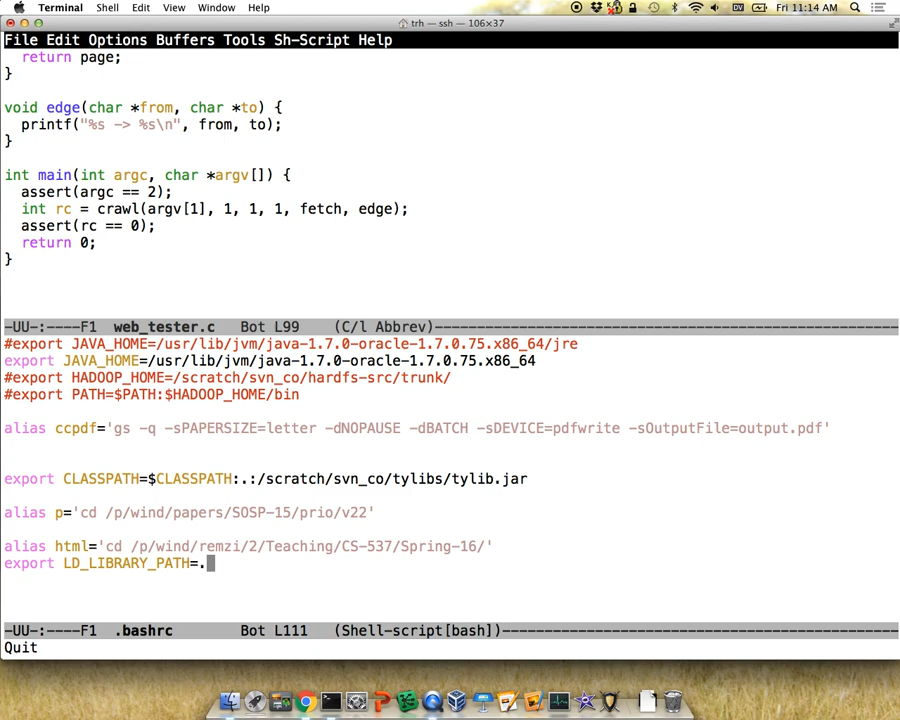 Terminal Shell Edit View Window Help Fri 11:14 AM
trh — ssh — 106×37
File Edit Options Buffers Tools Sh-Script Help
return page;
}
void edge(char *from, char *to) {
printf("%s -> %s\n", from, to);
}
int main(int argc, char *argv[]) {
assert(argc == 2);
int rc = crawl(argv[1], 1, 1, 1, fetch, edge);
assert(rc == 0);
return 0;
}
-UU-:----F1 web_tester.c Bot L99 (C/l Abbrev)--------------------------------------------------------
#export JAVA_HOME=/usr/lib/jvm/java-1.7.0-oracle-1.7.0.75.x86_64/jre
export JAVA_HOME=/usr/lib/jvm/java-1.7.0-oracle-1.7.0.75.x86_64
#export HADOOP_HOME=/scratch/svn_co/hardfs-src/trunk/
#export PATH=$PATH:$HADOOP_HOME/bin
alias ccpdf='gs -q -sPAPERSIZE=letter -dNOPAUSE -dBATCH -sDEVICE=pdfwrite -sOutputFile=output.pdf'
export CLASSPATH=$CLASSPATH:.:/scratch/svn_co/tylibs/tylib.jar
alias p='cd /p/wind/papers/SOSP-15/prio/v22'
alias html='cd /p/wind/remzi/2/Teaching/CS-537/Spring-16/'
export LD_LIBRARY_PATH=.
-UU-:----F1 .bashrc Bot L111 (Shell-script[bash])-----------------------------------------------
Quit